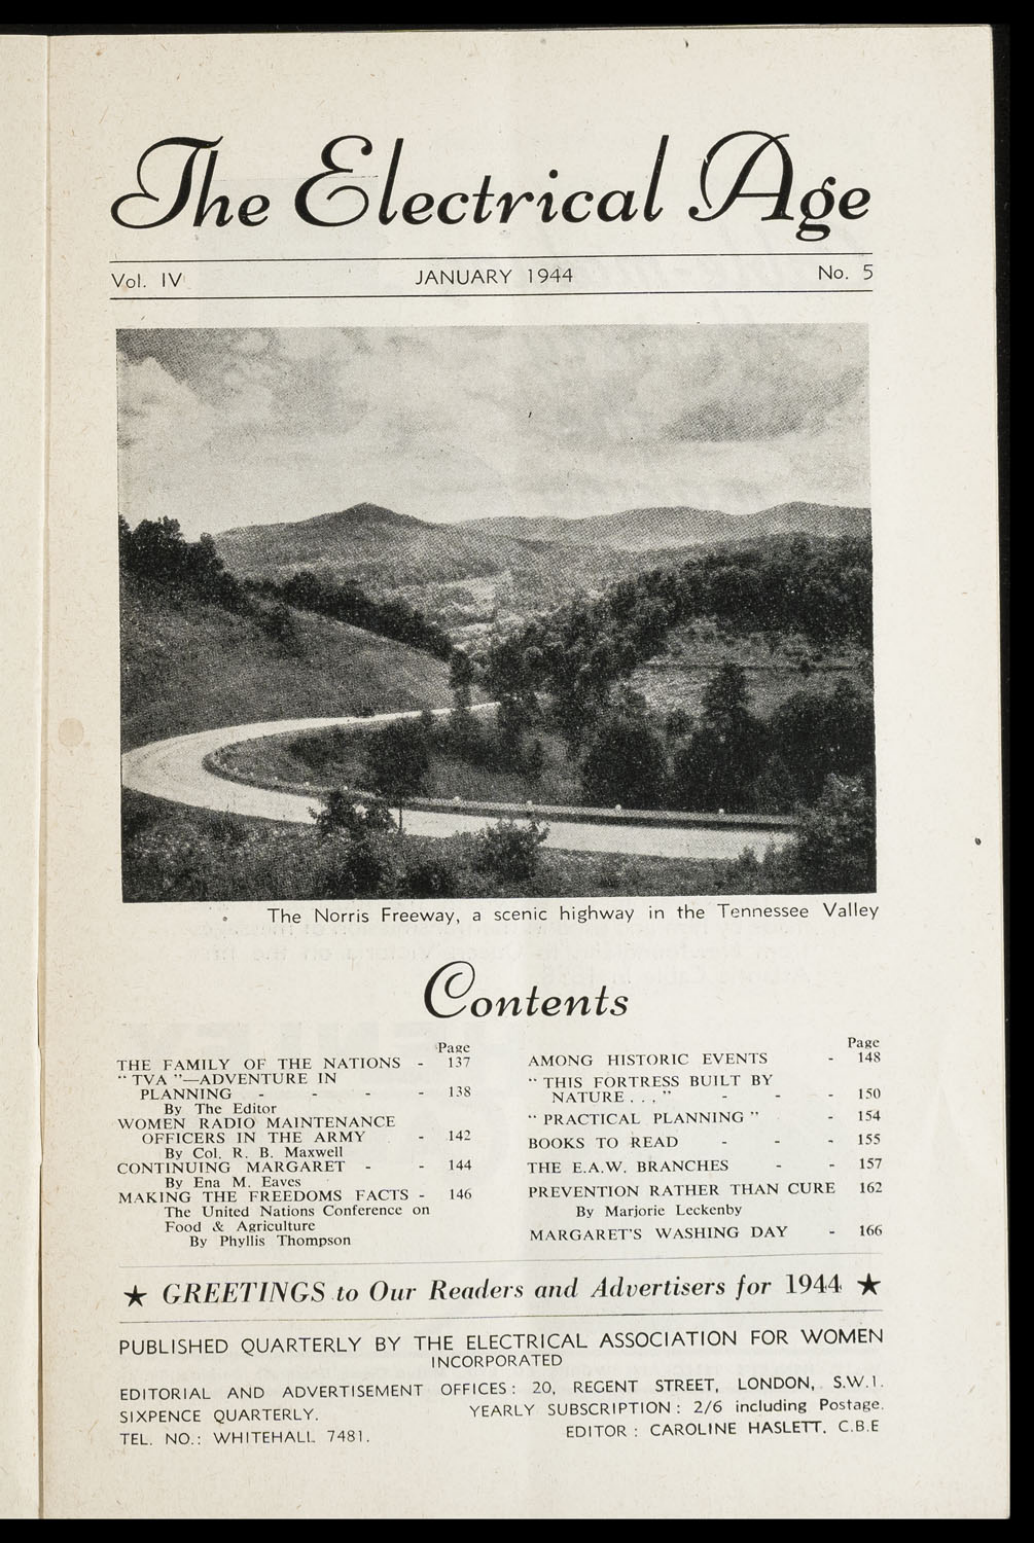 The Electrical Age
Vol. IV JANUARY 1944 No. 5
The Norris Freeway, a scenic highway in the Tennessee Valley
Contents
Page
THE FAMILY OF THE NATIONS - 137
"TVA"—ADVENTURE IN
PLANNING - - - - 138
By The Editor
WOMEN RADIO MAINTENANCE
OFFICERS IN THE ARMY - 142
By Col. R. B. Maxwell
CONTINUING MARGARET - - 144
By Ena M. Eaves
MAKING THE FREEDOMS FACTS - 146
The United Nations Conference on
Food & Agriculture
By Phyllis Thompson
Page
AMONG HISTORIC EVENTS - 148
"THIS FORTRESS BUILT BY
NATURE . . ." - - - 150
"PRACTICAL PLANNING" - 154
BOOKS TO READ - - - 155
THE E.A.W. BRANCHES - - 157
PREVENTION RATHER THAN CURE 162
By Marjorie Leckenby
MARGARET'S WASHING DAY - 166
★ GREETINGS to Our Readers and Advertisers for 1944 ★
PUBLISHED QUARTERLY BY THE ELECTRICAL ASSOCIATION FOR WOMEN
INCORPORATED
EDITORIAL AND ADVERTISEMENT OFFICES: 20, REGENT STREET, LONDON, S.W.1.
SIXPENCE QUARTERLY. YEARLY SUBSCRIPTION: 2/6 including Postage.
TEL. NO.: WHITEHALL 7481. EDITOR: CAROLINE HASLETT. C.B.E